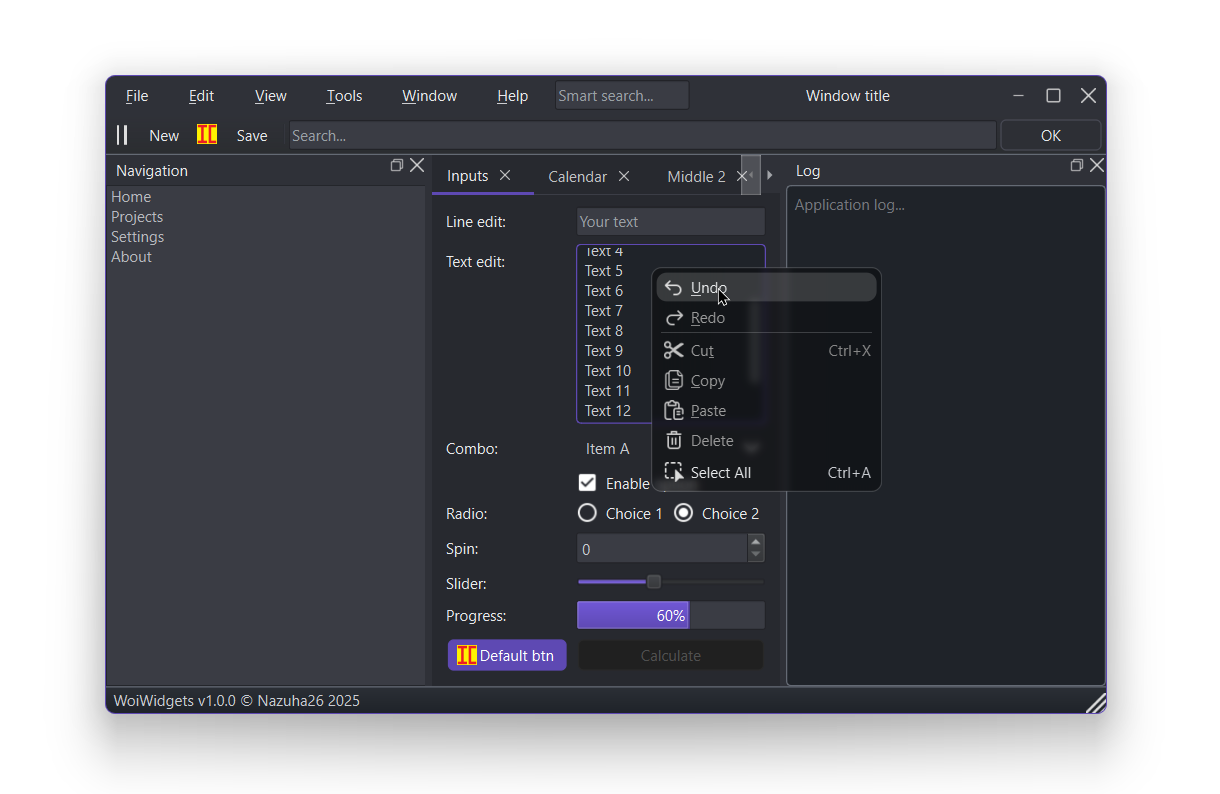 File Edit View Tools Window Help Smart search... Window title
New Save Search... OK
Navigation
Home
Projects
Settings
About
Inputs Calendar Middle 2
Line edit: Your text
Text edit:
Text 4
Text 5
Text 6
Text 7
Text 8
Text 9
Text 10
Text 11
Text 12
Undo
Redo
Cut Ctrl+X
Copy
Paste
Delete
Select All Ctrl+A
Combo: Item A
Enable
Radio: Choice 1 Choice 2
Spin: 0
Slider:
Progress: 60%
Default btn Calculate
Log
Application log...
WoiWidgets v1.0.0 © Nazuha26 2025